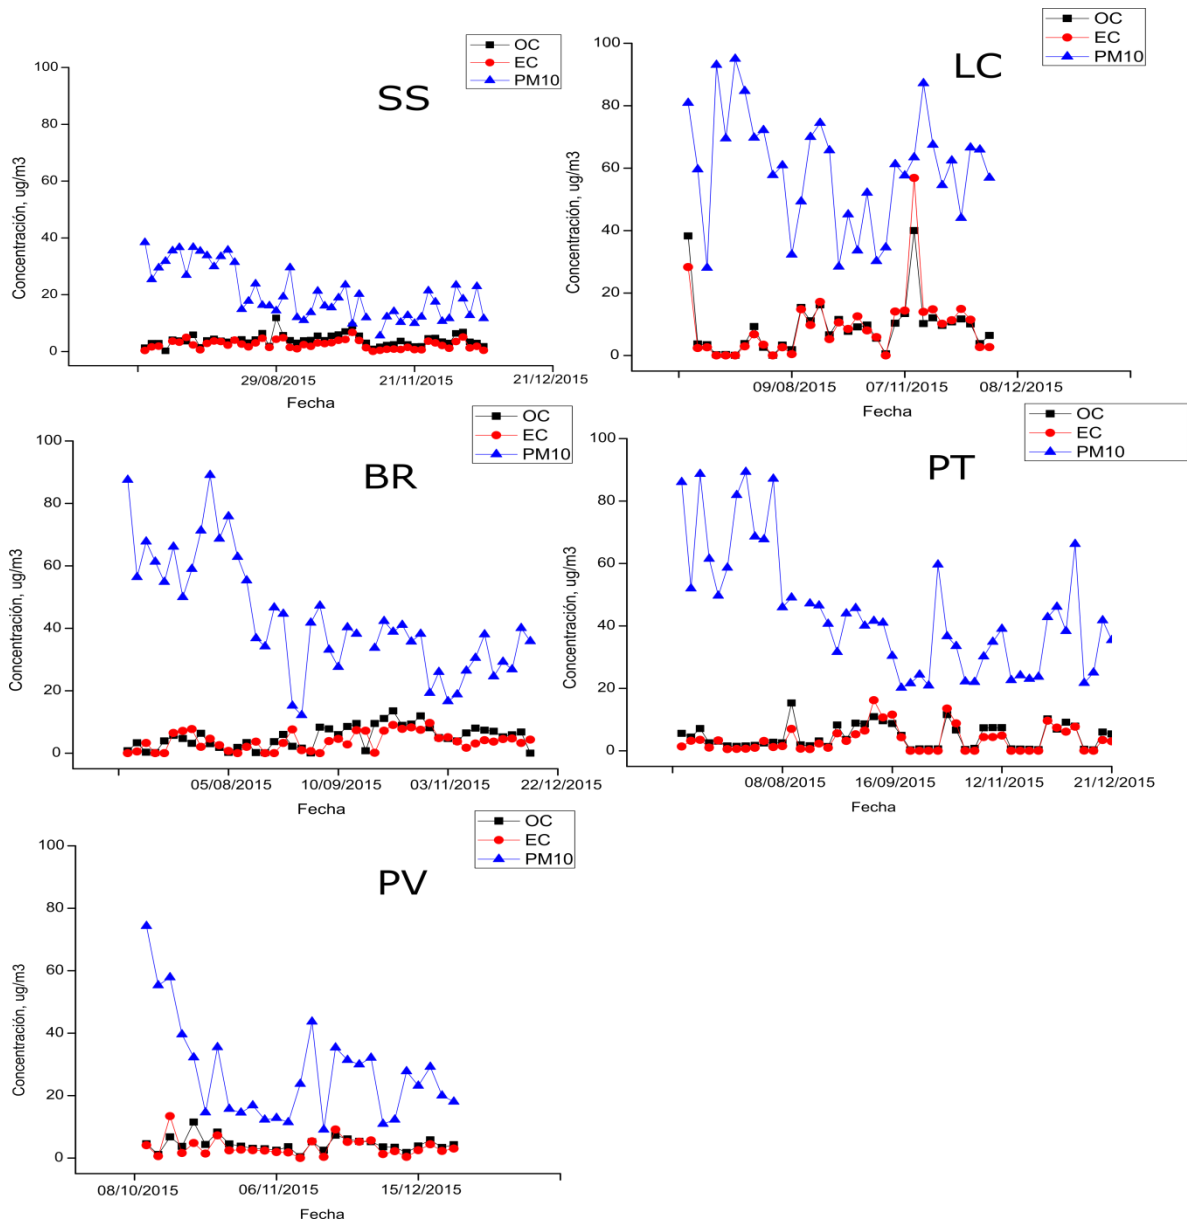 OC
EC
PM10
SS
100
80
60
40
20
0
Concentración, ug/m3
29/08/2015
21/11/2015
21/12/2015
Fecha
OC
EC
PM10
LC
100
80
60
40
20
0
Concentración, ug/m3
09/08/2015
07/11/2015
08/12/2015
Fecha
OC
EC
PM10
BR
100
80
60
40
20
0
Concentración, ug/m3
05/08/2015
10/09/2015
03/11/2015
22/12/2015
Fecha
OC
EC
PM10
PT
100
80
60
40
20
0
Concentración, ug/m3
08/08/2015
16/09/2015
12/11/2015
21/12/2015
Fecha
OC
EC
PM10
PV
100
80
60
40
20
0
Concentración, ug/m3
08/10/2015
06/11/2015
15/12/2015
Fecha